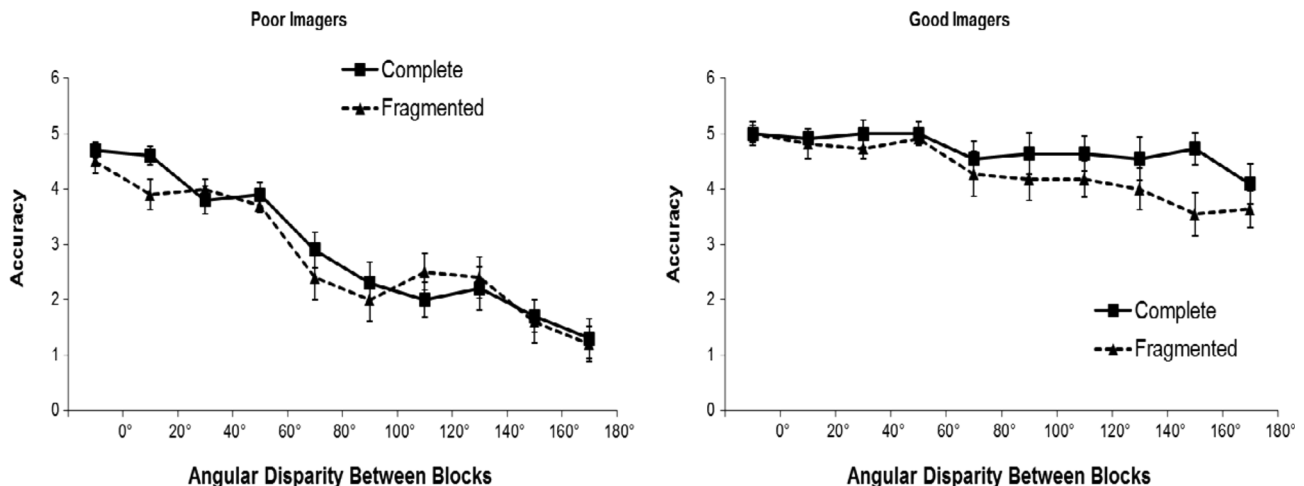 Poor Imagers
Complete
Fragmented
6
5
4
3
2
1
0
Accuracy
0° 20° 40° 60° 80° 100° 120° 140° 160° 180°
Angular Disparity Between Blocks
Good Imagers
6
5
4
3
2
1
0
Accuracy
Complete
Fragmented
0° 20° 40° 60° 80° 100° 120° 140° 160° 180°
Angular Disparity Between Blocks